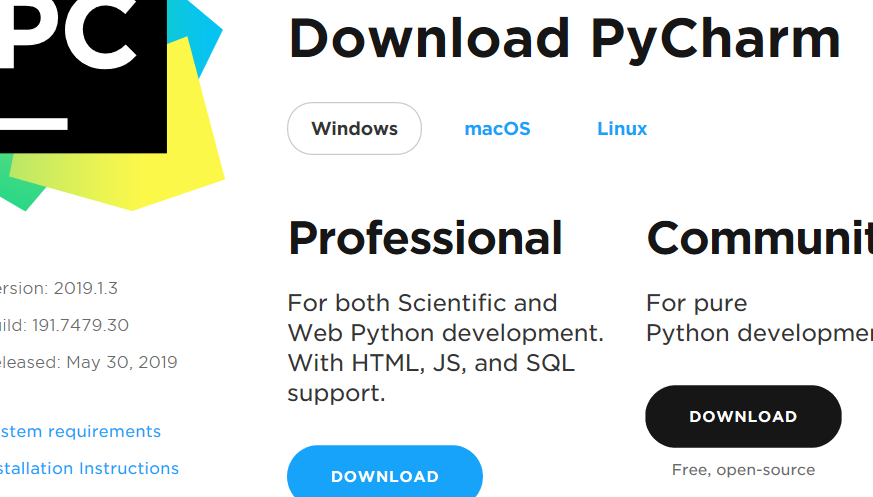 PC
Download PyCharm
Windows macOS Linux
Professional
For both Scientific and
Web Python development.
With HTML, JS, and SQL
support.
DOWNLOAD
Communit
For pure
Python developmen
DOWNLOAD
Free, open-source
ersion: 2019.1.3
uild: 191.7479.30
eleased: May 30, 2019
stem requirements
stallation Instructions